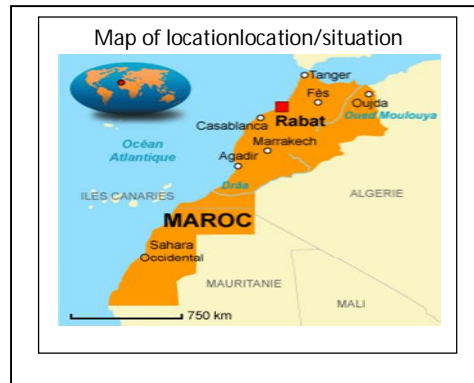 Map of locationlocation/situation
Tanger
Fès
Oujda
Rabat
Oued Moulouya
Casablanca
Océan
Atlantique
Marrakech
Agadir
Drâa
ILES CANARIES
ALGERIE
MAROC
Sahara
Occidental
MAURITANIE
MALI
750 km